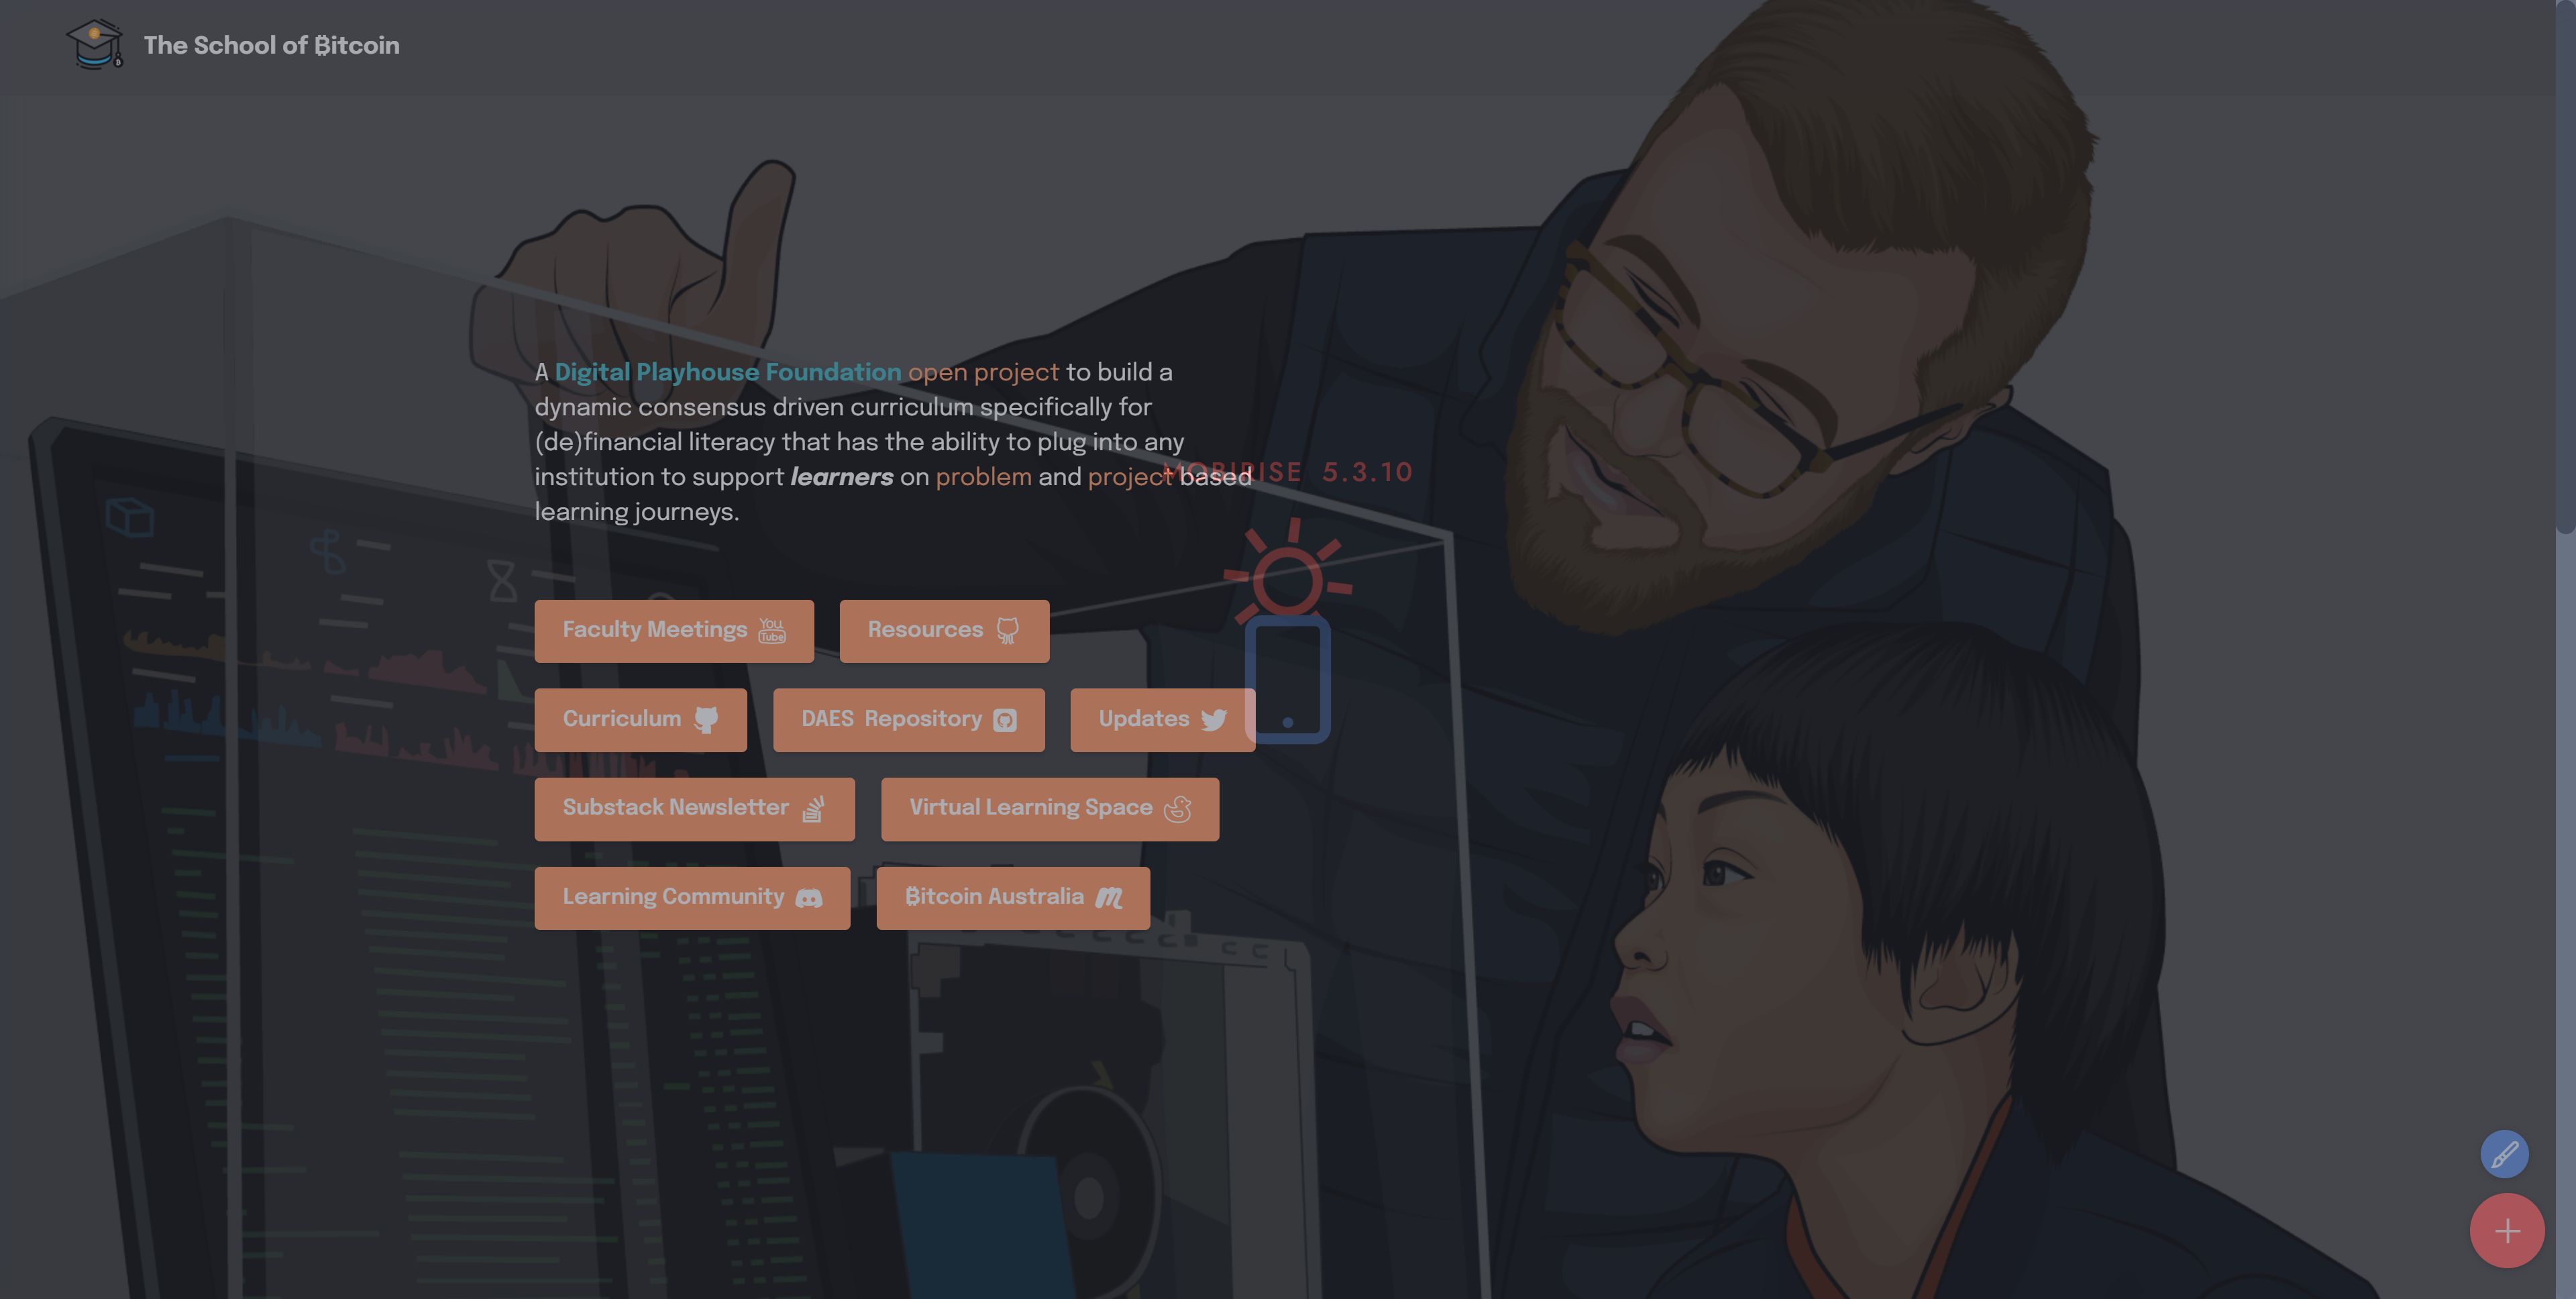 The School of ₿itcoin
A Digital Playhouse Foundation open project to build a
dynamic consensus driven curriculum specifically for
(de)financial literacy that has the ability to plug into any
institution to support learners on problem and project based
learning journeys.
MOBIRISE 5.3.10
Faculty Meetings You Tube
Resources
Curriculum
DAES Repository
Updates
Substack Newsletter
Virtual Learning Space
Learning Community
₿itcoin Australia